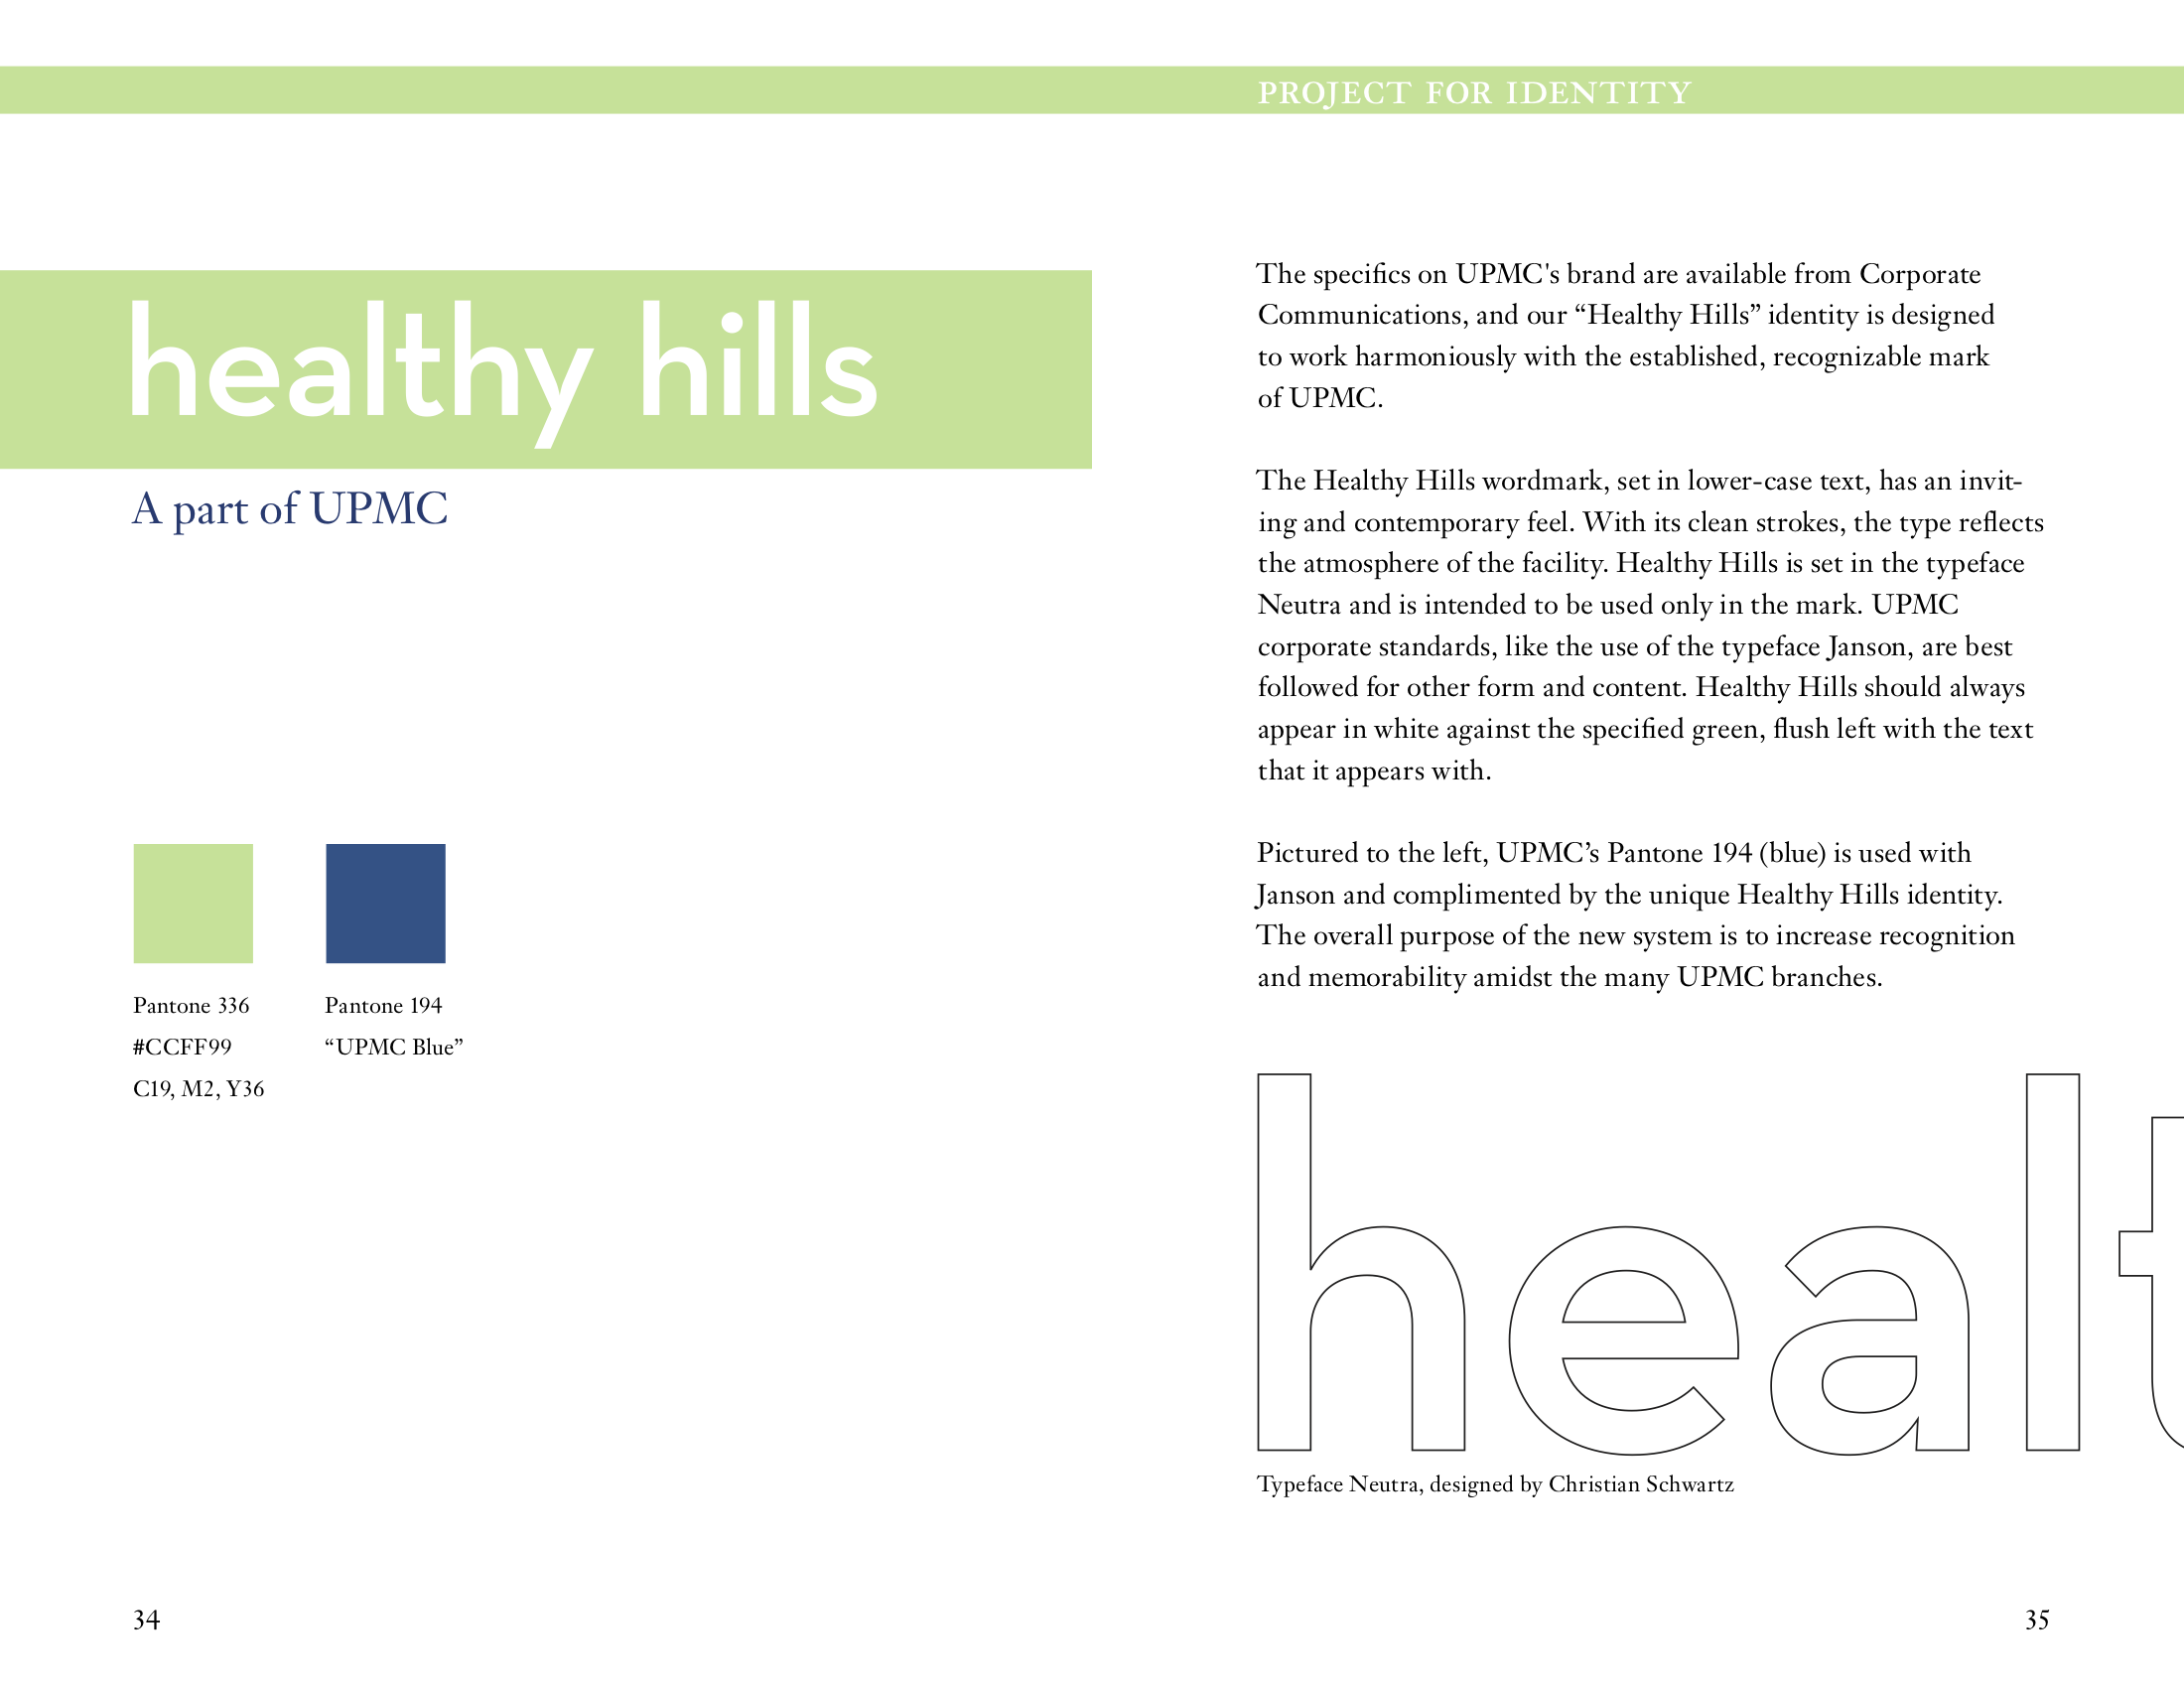 PROJECT FOR IDENTITY
healthy hills
A part of UPMC
Pantone 336
#CCFF99
C19, M2, Y36
Pantone 194
“UPMC Blue”
34
The specifics on UPMC's brand are available from Corporate
Communications, and our “Healthy Hills” identity is designed
to work harmoniously with the established, recognizable mark
of UPMC.
The Healthy Hills wordmark, set in lower-case text, has an invit-
ing and contemporary feel. With its clean strokes, the type reflects
the atmosphere of the facility. Healthy Hills is set in the typeface
Neutra and is intended to be used only in the mark. UPMC
corporate standards, like the use of the typeface Janson, are best
followed for other form and content. Healthy Hills should always
appear in white against the specified green, flush left with the text
that it appears with.
Pictured to the left, UPMC’s Pantone 194 (blue) is used with
Janson and complimented by the unique Healthy Hills identity.
The overall purpose of the new system is to increase recognition
and memorability amidst the many UPMC branches.
healt
Typeface Neutra, designed by Christian Schwartz
35